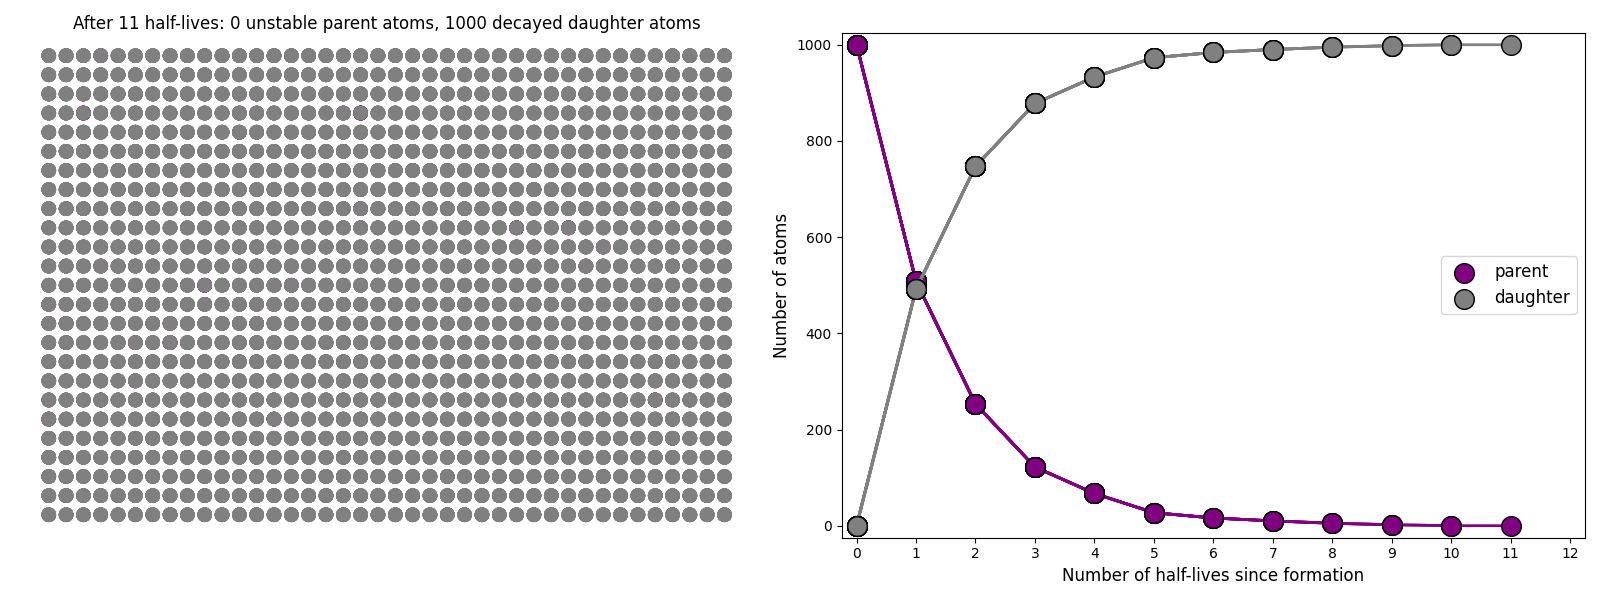 After 11 half-lives: 0 unstable parent atoms, 1000 decayed daughter atoms
1000
800
600
400
200
0
Number of atoms
parent
daughter
0 1 2 3 4 5 6 7 8 9 10 11 12
Number of half-lives since formation